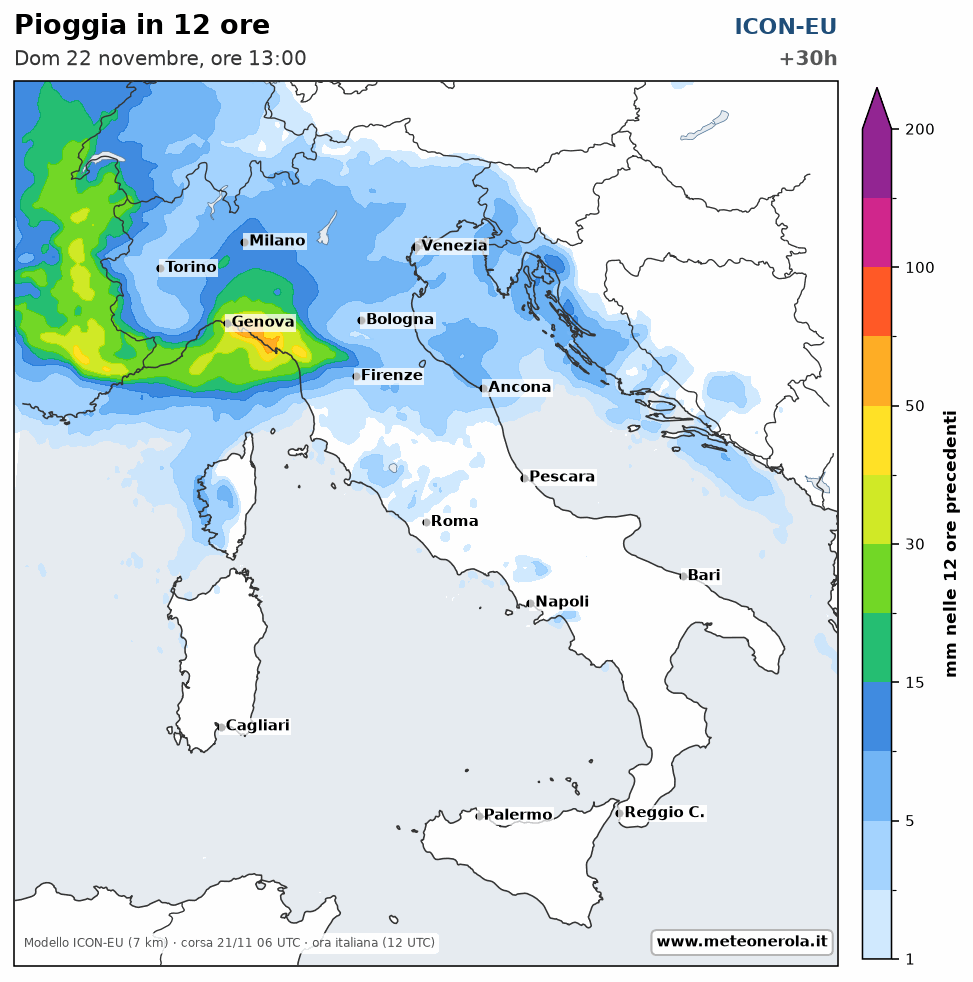 Pioggia in 12 ore
ICON-EU
Dom 22 novembre, ore 13:00
+30h
200
100
50
30
15
5
1
mm nelle 12 ore precedenti
Milano
Venezia
Torino
Genova
Bologna
Firenze
Ancona
Pescara
Roma
Bari
Napoli
Cagliari
Palermo
Reggio C.
Modello ICON-EU (7 km) · corsa 21/11 06 UTC · ora italiana (12 UTC)
www.meteonerola.it